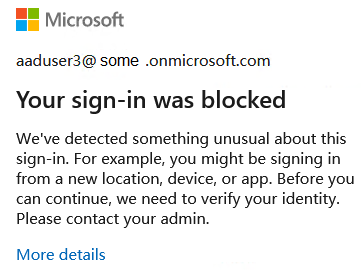 Microsoft
aaduser3@ some .onmicrosoft.com
Your sign-in was blocked
We've detected something unusual about this
sign-in. For example, you might be signing in
from a new location, device, or app. Before you
can continue, we need to verify your identity.
Please contact your admin.
More details